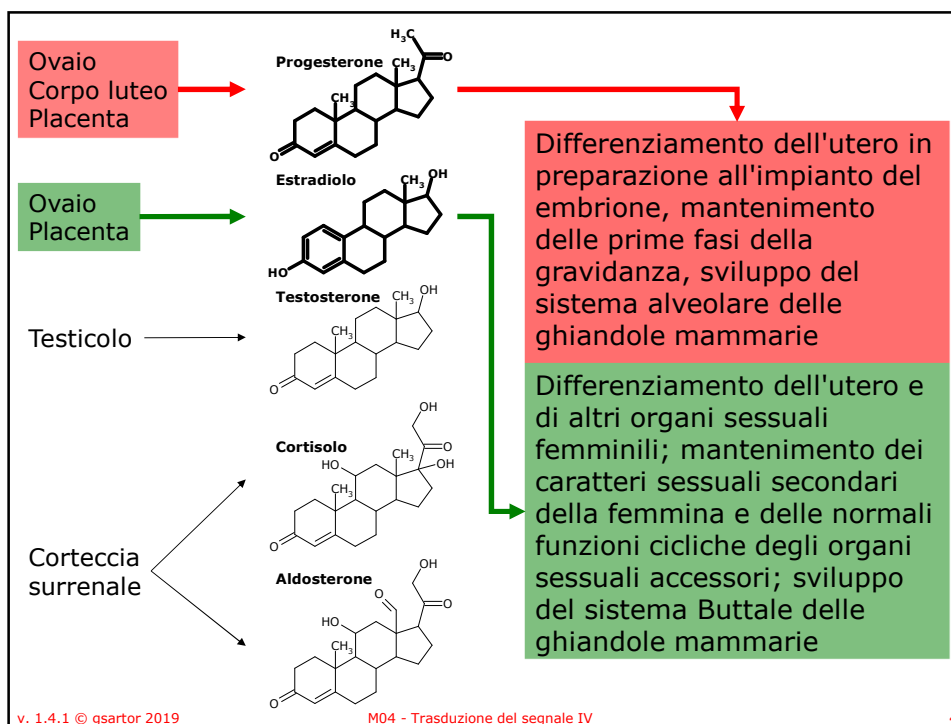 Ovaio
Corpo luteo
Placenta
Progesterone
H3C
O
CH3
CH3
O
Differenziamento dell'utero in
preparazione all'impianto del
embrione, mantenimento
delle prime fasi della
gravidanza, sviluppo del
sistema alveolare delle
ghiandole mammarie
Ovaio
Placenta
Estradiolo
OH
CH3
HO
Testicolo
Testosterone
OH
CH3
CH3
O
Differenziamento dell'utero e
di altri organi sessuali
femminili; mantenimento dei
caratteri sessuali secondari
della femmina e delle normali
funzioni cicliche degli organi
sessuali accessori; sviluppo
del sistema Buttale delle
ghiandole mammarie
Corteccia
surrenale
Cortisolo
OH
O
CH3
OH
HO
CH3
O
Aldosterone
OH
O
O
HO
CH3
O
v. 1.4.1 © gsartor 2019
M04 - Trasduzione del segnale IV